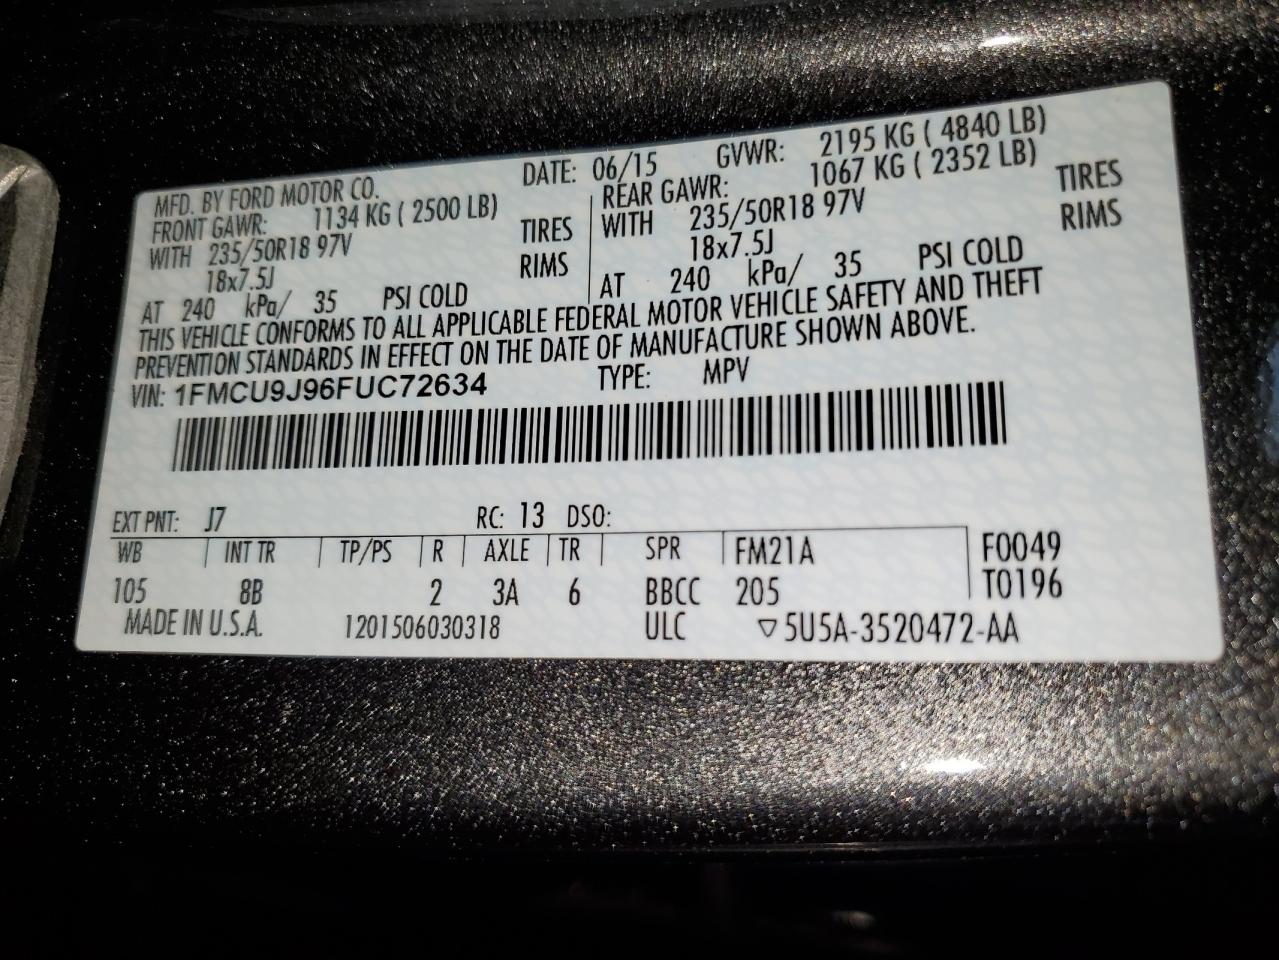 MFD. BY FORD MOTOR CO. DATE: 06/15 GVWR: 2195 KG ( 4840 LB)
FRONT GAWR: 1134 KG ( 2500 LB) REAR GAWR: 1067 KG ( 2352 LB)
WITH 235/50R18 97V TIRES WITH 235/50R18 97V TIRES
18x7.5J RIMS 18x7.5J RIMS
AT 240 kPa/ 35 PSI COLD AT 240 kPa/ 35 PSI COLD
THIS VEHICLE CONFORMS TO ALL APPLICABLE FEDERAL MOTOR VEHICLE SAFETY AND THEFT
PREVENTION STANDARDS IN EFFECT ON THE DATE OF MANUFACTURE SHOWN ABOVE.
VIN: 1FMCU9J96FUC72634 TYPE: MPV
EXT PNT: J7 RC: 13 DSO:
WB INT TR TP/PS R AXLE TR SPR FM21A F0049
105 8B 2 3A 6 BBCC 205 T0196
MADE IN U.S.A. 1201506030318 ULC ▽5U5A-3520472-AA